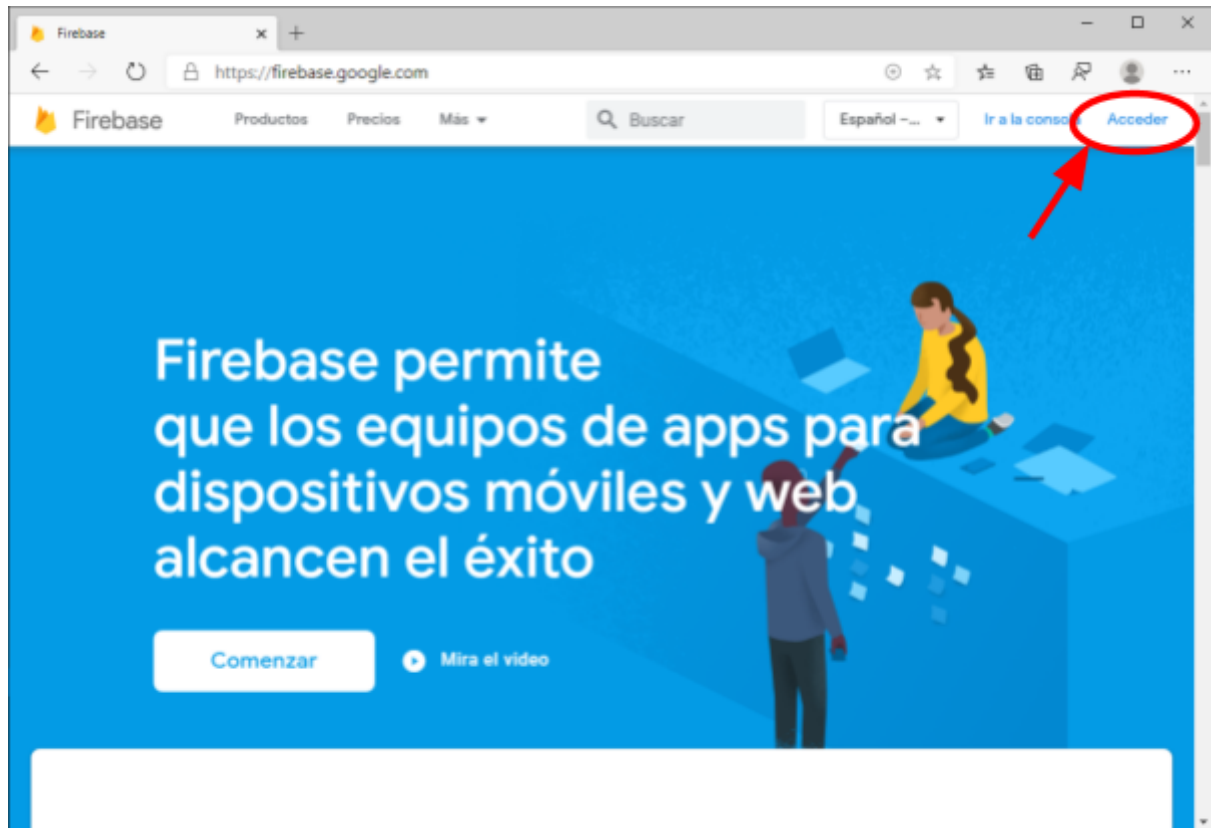 Firebase
https://firebase.google.com
Firebase Productos Precios Más Buscar Español –... Ir a la consola Acceder
Firebase permite
que los equipos de apps para
dispositivos móviles y web
alcancen el éxito
Comenzar Mira el video